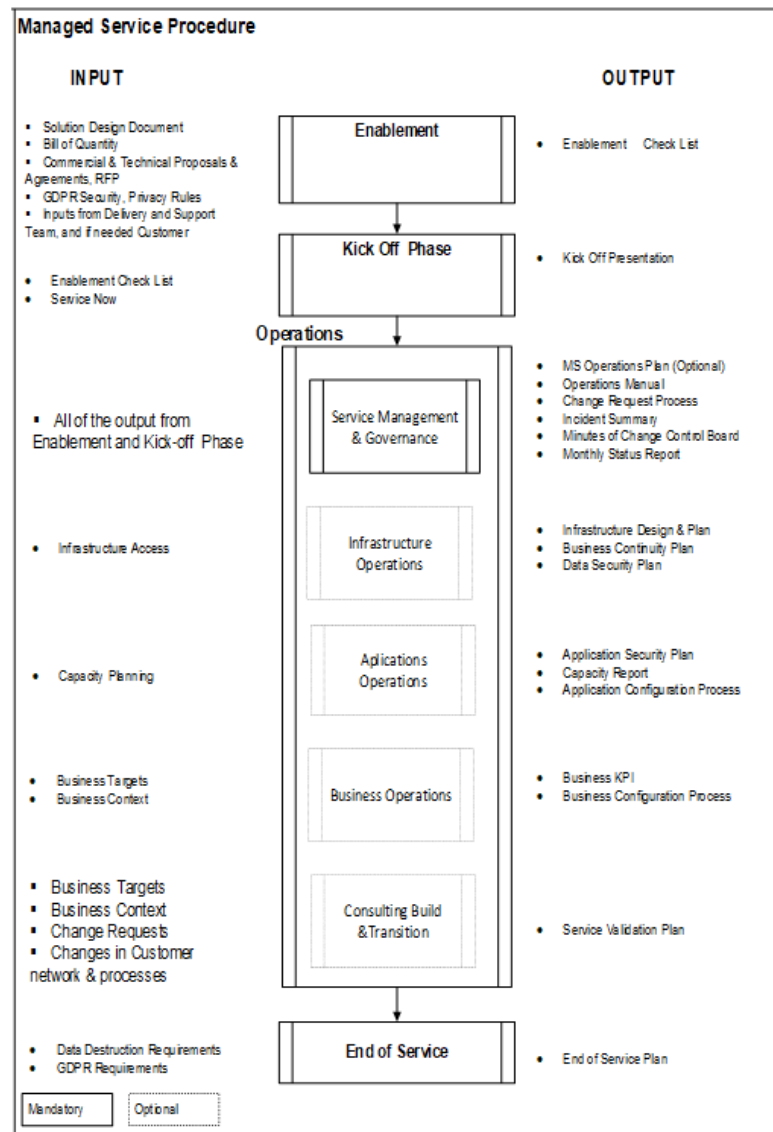 Managed Service Procedure
INPUT
OUTPUT
▪ Solution Design Document
▪ Bill of Quantity
▪ Commercial & Technical Proposals &
Agreements, RFP
▪ GDPR Security, Privacy Rules
▪ Inputs from Delivery and Support
Team, and if needed Customer
Enablement
• Enablement Check List
• Enablement Check List
• Service Now
Kick Off Phase
• Kick Off Presentation
Operations
▪ All of the output from
Enablement and Kick-off Phase
Service Management
& Governance
• MS Operations Plan (Optional)
• Operations Manual
• Change Request Process
• Incident Summary
• Minutes of Change Control Board
• Monthly Status Report
• Infrastructure Access
Infrastructure
Operations
• Infrastructure Design & Plan
• Business Continuity Plan
• Data Security Plan
• Capacity Planning
Aplications
Operations
• Application Security Plan
• Capacity Report
• Application Configuration Process
• Business Targets
• Business Context
Business Operations
• Business KPI
• Business Configuration Process
▪ Business Targets
▪ Business Context
▪ Change Requests
▪ Changes in Customer
network & processes
Consulting Build
&Transition
• Service Validation Plan
• Data Destruction Requirements
• GDPR Requirements
End of Service
• End of Service Plan
Mandatory
Optional